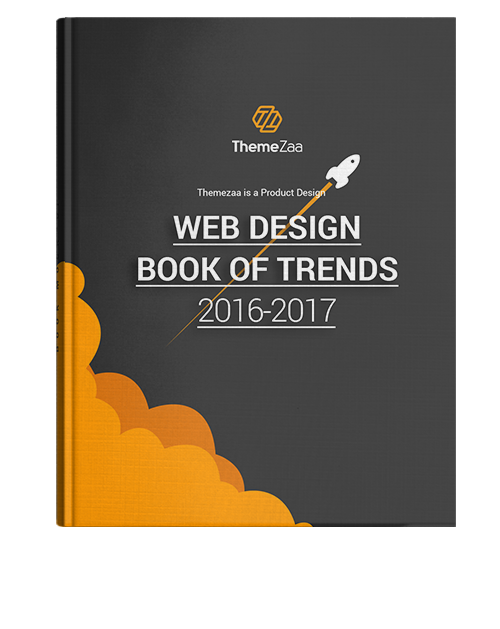 ThemeZaa
Themezaa is a Product Design
WEB DESIGN
BOOK OF TRENDS
2016-2017